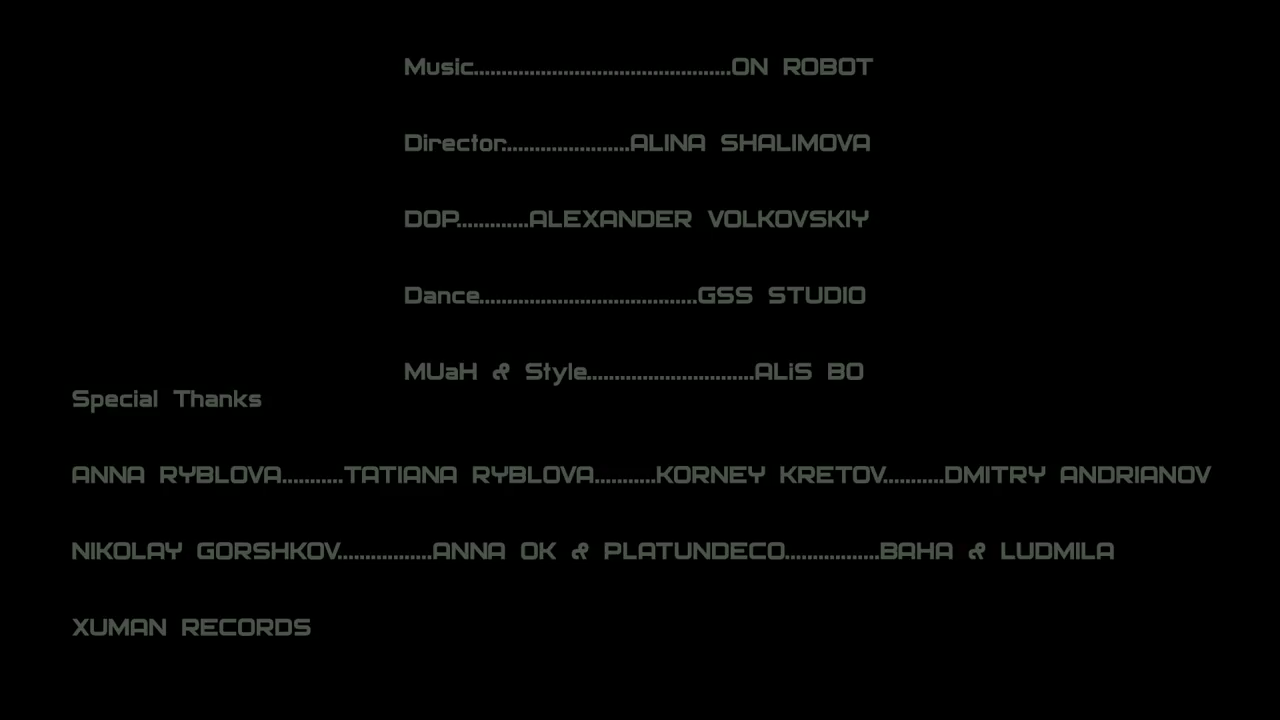 Music..............................................ON ROBOT
Director.......................ALINA SHALIMOVA
DOP.............ALEXANDER VOLKOVSKIY
Dance.......................................GSS STUDIO
MUaH & Style..............................ALiS BO
Special Thanks
ANNA RYBLOVA...........TATIANA RYBLOVA...........KORNEY KRETOV...........DMITRY ANDRIANOV
NIKOLAY GORSHKOV.................ANNA OK & PLATUNDECO.................BAHA & LUDMILA
XUMAN RECORDS